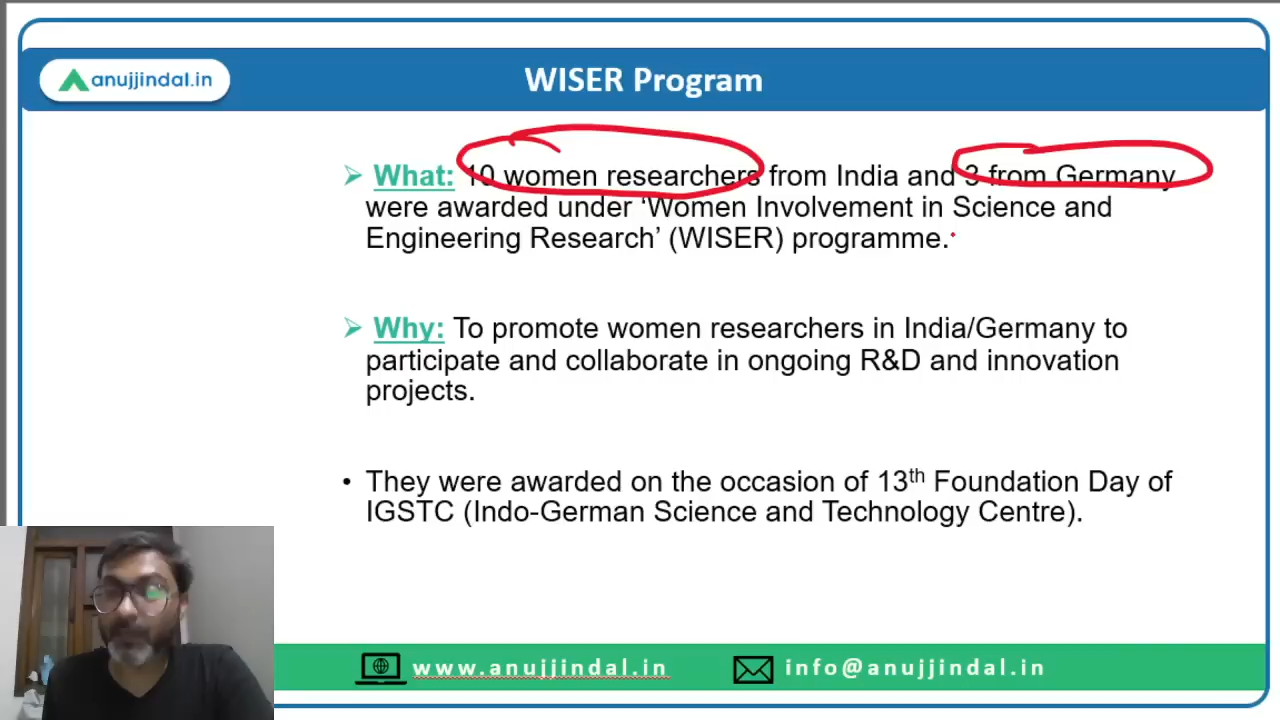 anujjindal.in
WISER Program
What: 10 women researchers from India and 3 from Germany
were awarded under ‘Women Involvement in Science and
Engineering Research’ (WISER) programme.
Why: To promote women researchers in India/Germany to
participate and collaborate in ongoing R&D and innovation
projects.
• They were awarded on the occasion of 13th Foundation Day of
IGSTC (Indo-German Science and Technology Centre).
www.anujjindal.in
info@anujjindal.in